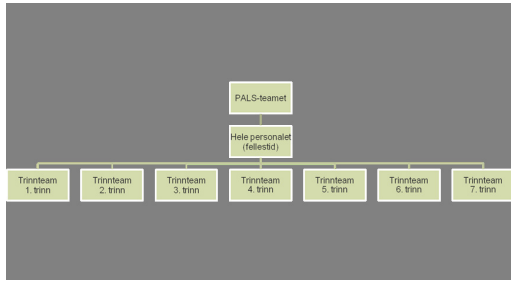 PALS-teamet
Hele personalet
(fellestid)
Trinnteam
1. trinn
Trinnteam
2. trinn
Trinnteam
3. trinn
Trinnteam
4. trinn
Trinnteam
5. trinn
Trinnteam
6. trinn
Trinnteam
7. trinn